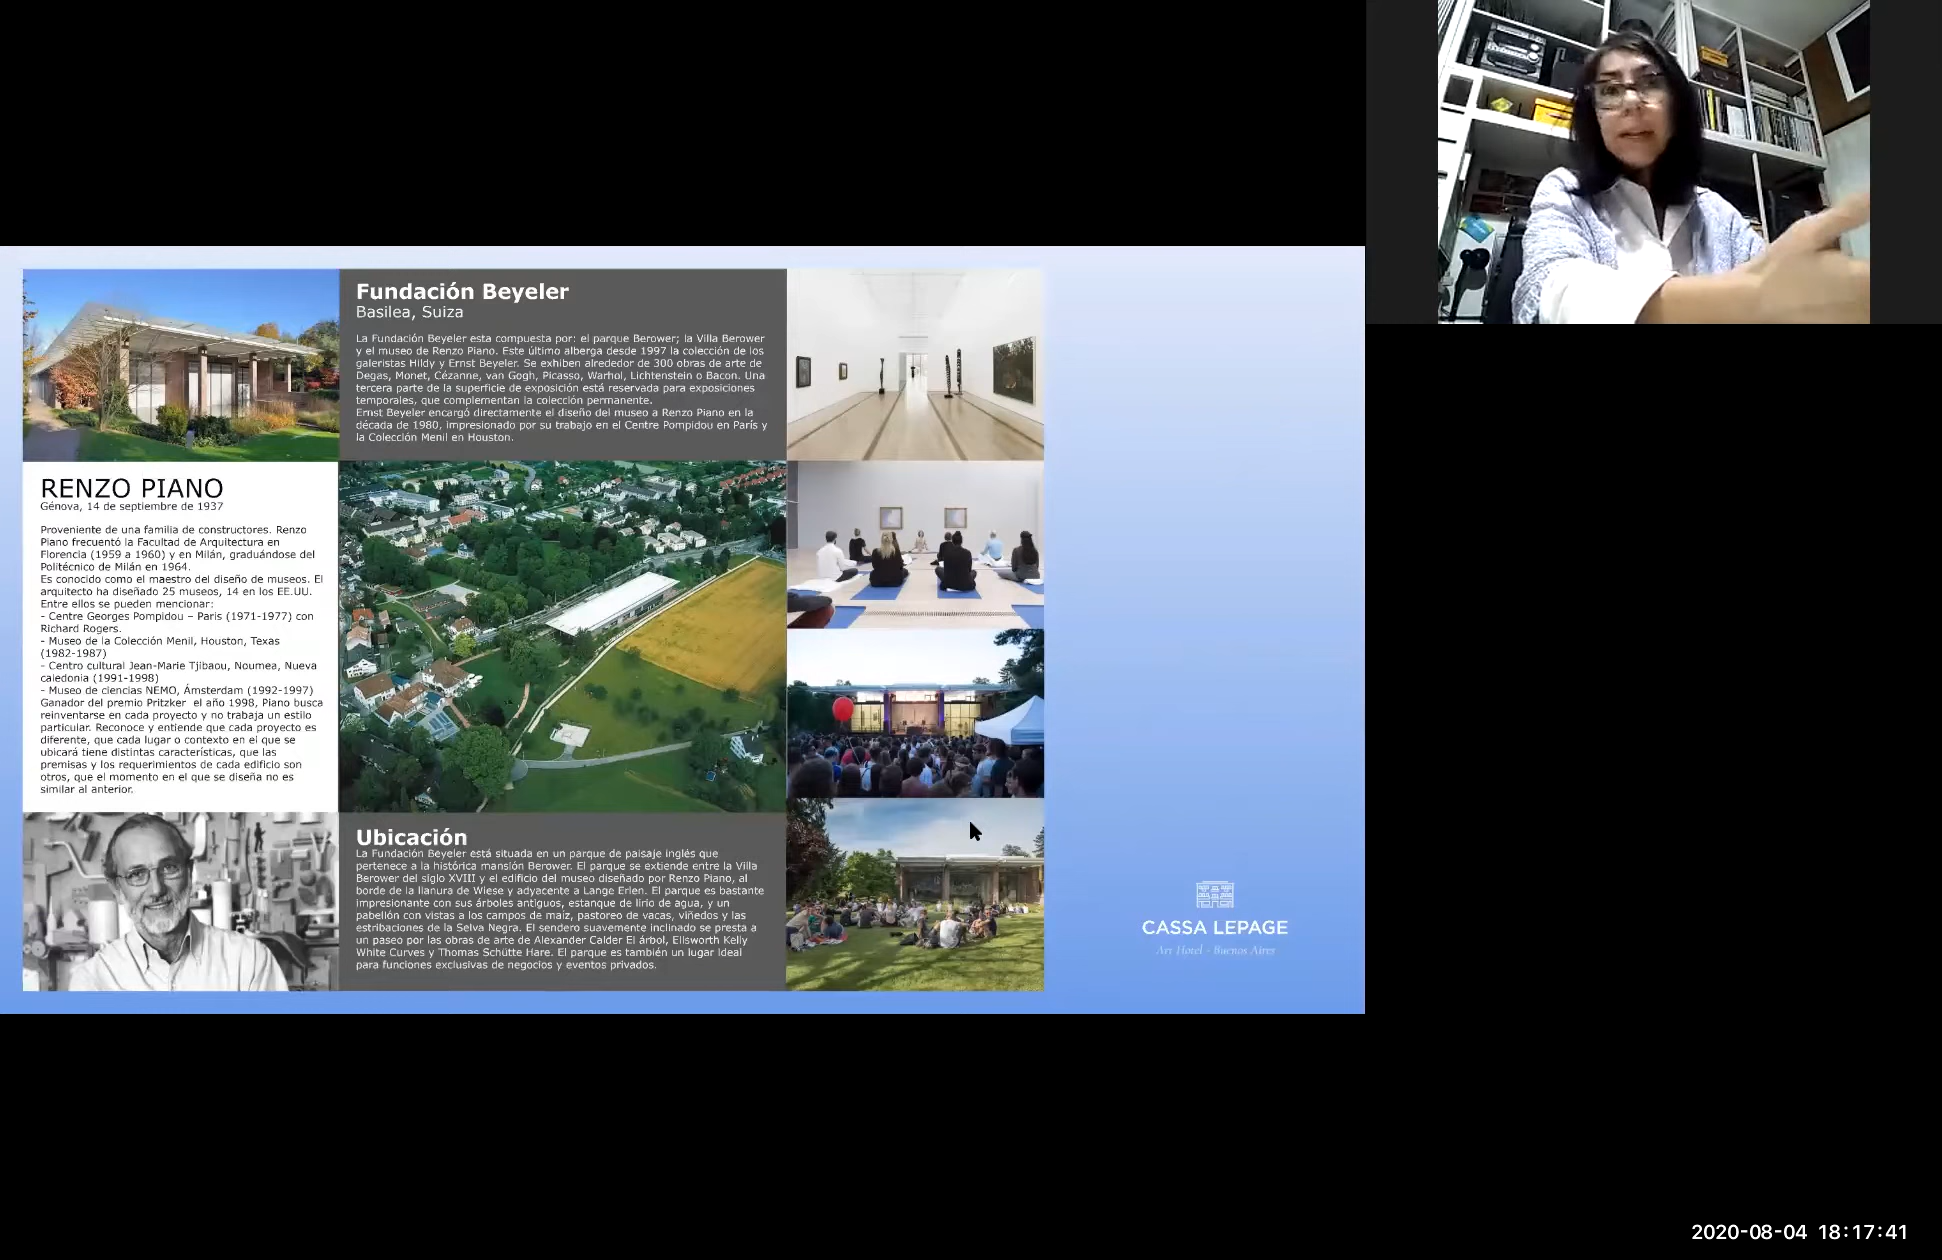 Fundación Beyeler
Basilea, Suiza
La Fundación Beyeler esta compuesta por: el parque Berower; la Villa Berower
y el museo de Renzo Piano. Este último alberga desde 1997 la colección de los
galeristas Hildy y Ernst Beyeler. Se exhiben alrededor de 300 obras de arte de
Degas, Monet, Cézanne, van Gogh, Picasso, Warhol, Lichtenstein o Bacon. Una
tercera parte de la superficie de exposición está reservada para exposiciones
temporales, que complementan la colección permanente.
Ernst Beyeler encargó directamente el diseño del museo a Renzo Piano en la
década de 1980, impresionado por su trabajo en el Centre Pompidou en París y
la Colección Menil en Houston.
RENZO PIANO
Génova, 14 de septiembre de 1937
Proveniente de una familia de constructores. Renzo
Piano frecuentó la Facultad de Arquitectura en
Florencia (1959 a 1960) y en Milán, graduándose del
Politécnico de Milán en 1964.
Es conocido como el maestro del diseño de museos. El
arquitecto ha diseñado 25 museos, 14 en los EE.UU.
Entre ellos se pueden mencionar:
- Centre Georges Pompidou – Paris (1971-1977) con
Richard Rogers.
- Museo de la Colección Menil, Houston, Texas
(1982-1987)
- Centro cultural Jean-Marie Tjibaou, Noumea, Nueva
caledonia (1991-1998)
- Museo de ciencias NEMO, Ámsterdam (1992-1997)
Ganador del premio Pritzker el año 1998, Piano busca
reinventarse en cada proyecto y no trabaja un estilo
particular. Reconoce y entiende que cada proyecto es
diferente, que cada lugar o contexto en el que se
ubicará tiene distintas características, que las
premisas y los requerimientos de cada edificio son
otros, que el momento en el que se diseña no es
similar al anterior.
Ubicación
La Fundación Beyeler está situada en un parque de paisaje inglés que
pertenece a la histórica mansión Berower. El parque se extiende entre la Villa
Berower del siglo XVIII y el edificio del museo diseñado por Renzo Piano, al
borde de la llanura de Wiese y adyacente a Lange Erlen. El parque es bastante
impresionante con sus árboles antiguos, estanque de lirio de agua, y un
pabellón con vistas a los campos de maíz, pastoreo de vacas, viñedos y las
estribaciones de la Selva Negra. El sendero suavemente inclinado se presta a
un paseo por las obras de arte de Alexander Calder El árbol, Ellsworth Kelly
White Curves y Thomas Schütte Hare. El parque es también un lugar ideal
para funciones exclusivas de negocios y eventos privados.
CASSA LEPAGE
Art Hotel - Buenos Aires
2020-08-04 18:17:41